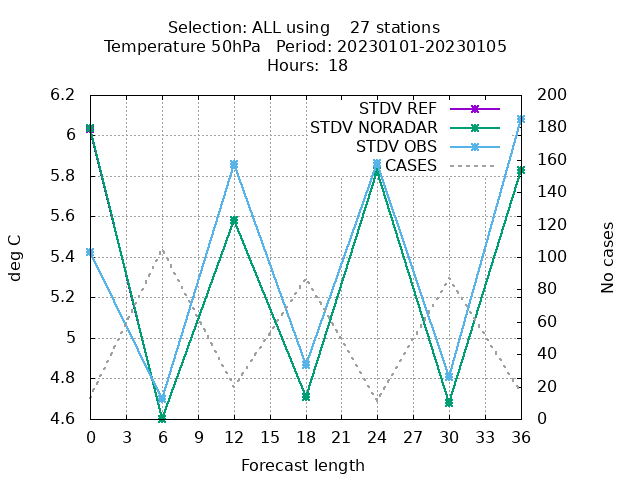 Selection: ALL using    27 stations
Temperature 50hPa   Period: 20230101-20230105
Hours:  18
6.2
6
5.8
5.6
5.4
5.2
5
4.8
4.6
deg C
STDV REF
STDV NORADAR
STDV OBS
CASES
200
180
160
140
120
100
80
60
40
20
0
No cases
0 3 6 9 12 15 18 21 24 27 30 33 36
Forecast length